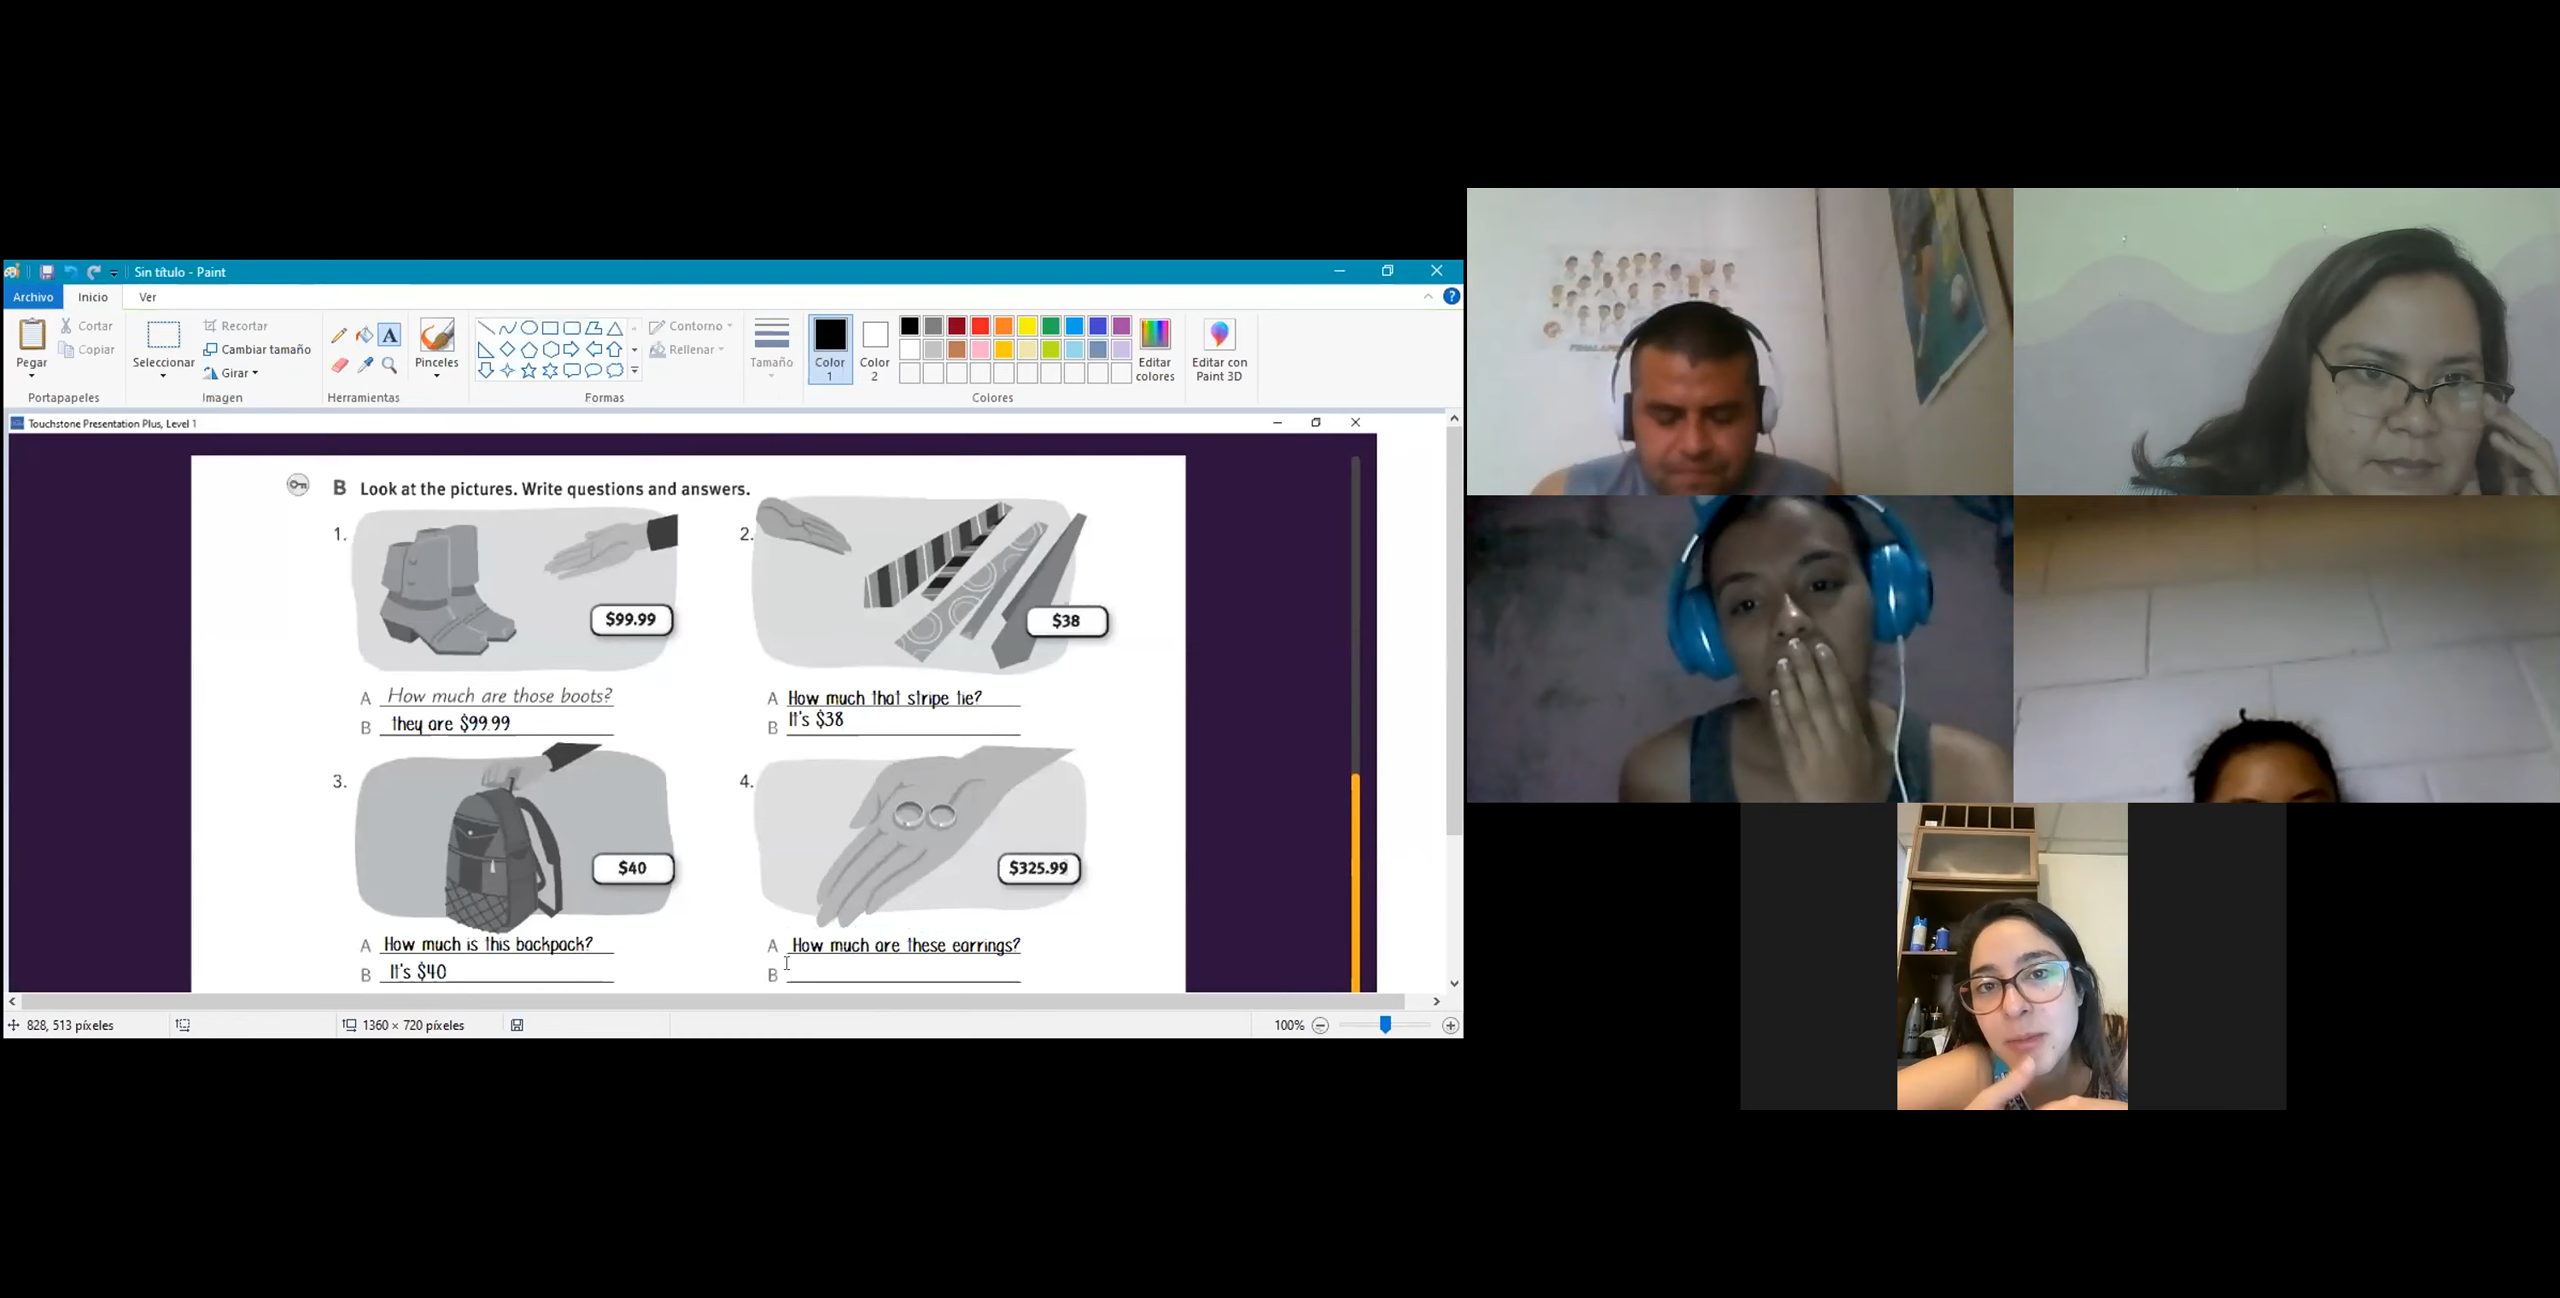 Sin título - Paint
Archivo Inicio Ver
Pegar
Cortar
Copiar
Portapapeles
Seleccionar
Recortar
Cambiar tamaño
Girar
Imagen
A
Herramientas
Pinceles
Contorno
Rellenar
Formas
Tamaño
Color 1
Color 2
Editar colores
Editar con Paint 3D
Colores
Touchstone Presentation Plus, Level 1
B Look at the pictures. Write questions and answers.
1.
$99.99
A How much are those boots?
B they are $99.99
2.
$38
A How much that stripe tie?
B It's $38
3.
$40
A How much is this backpack?
B It's $40
4.
$325.99
A How much are these earrings?
B
828, 513 píxeles
1360 × 720 píxeles
100%